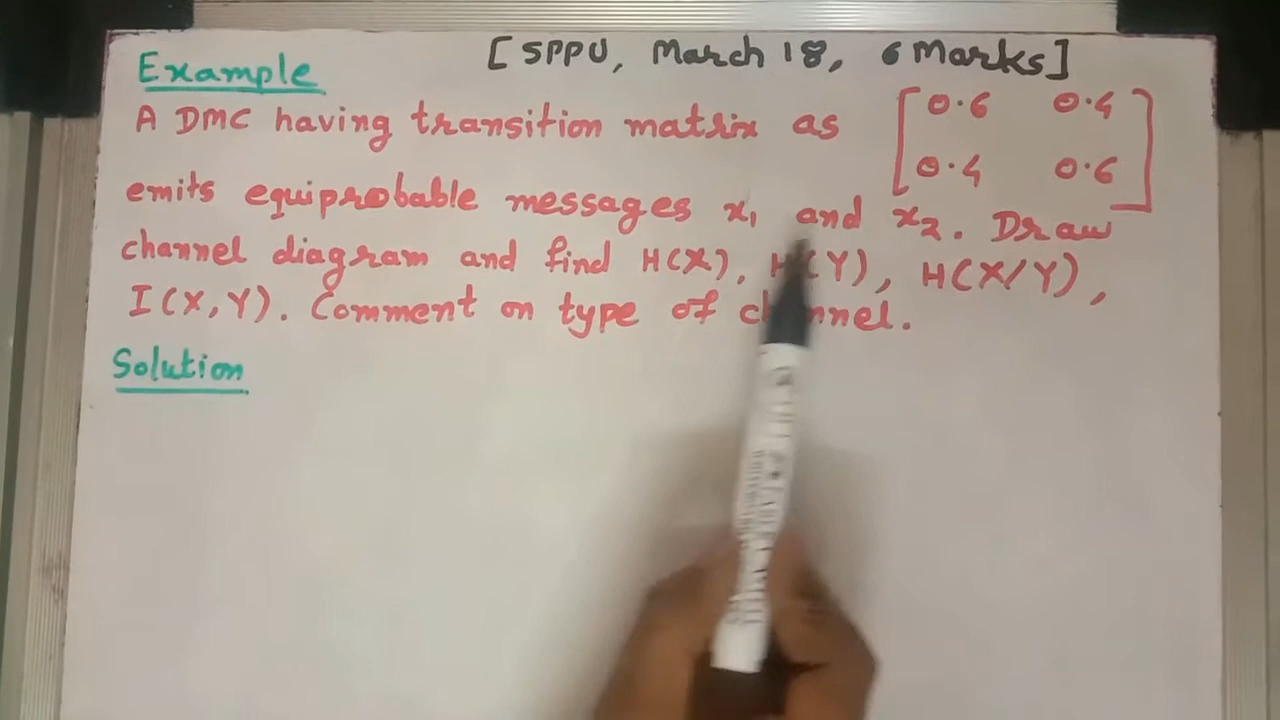 [SPPU, March 18, 6 Marks]
Example
A DMC having transition matrix as [0.6 0.4
0.4 0.6]
emits equiprobable messages x1 and x2. Draw
channel diagram and find H(X), H(Y), H(X/Y),
I(X,Y). Comment on type of channel.
Solution